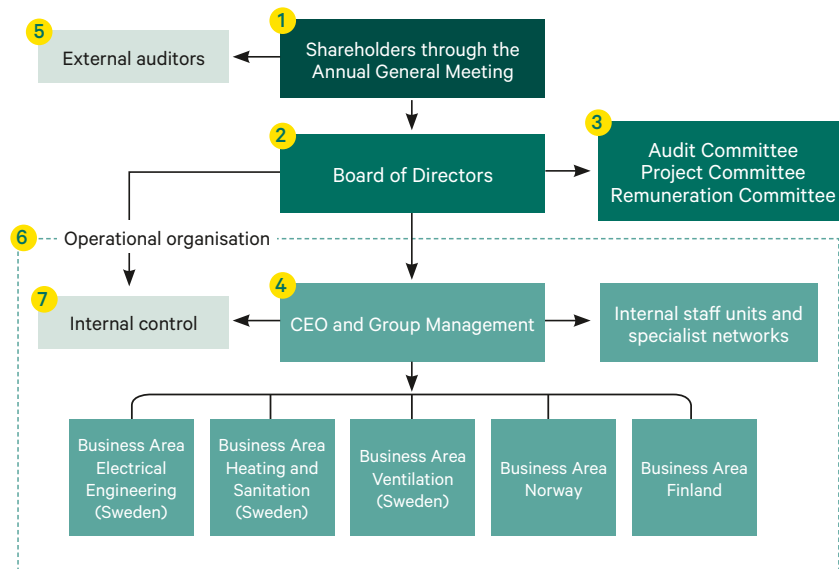 1
Shareholders through the
Annual General Meeting
5
External auditors
2
Board of Directors
3
Audit Committee
Project Committee
Remuneration Committee
6
Operational organisation
7
Internal control
4
CEO and Group Management
Internal staff units and
specialist networks
Business Area
Electrical
Engineering
(Sweden)
Business Area
Heating and
Sanitation
(Sweden)
Business Area
Ventilation
(Sweden)
Business Area
Norway
Business Area
Finland